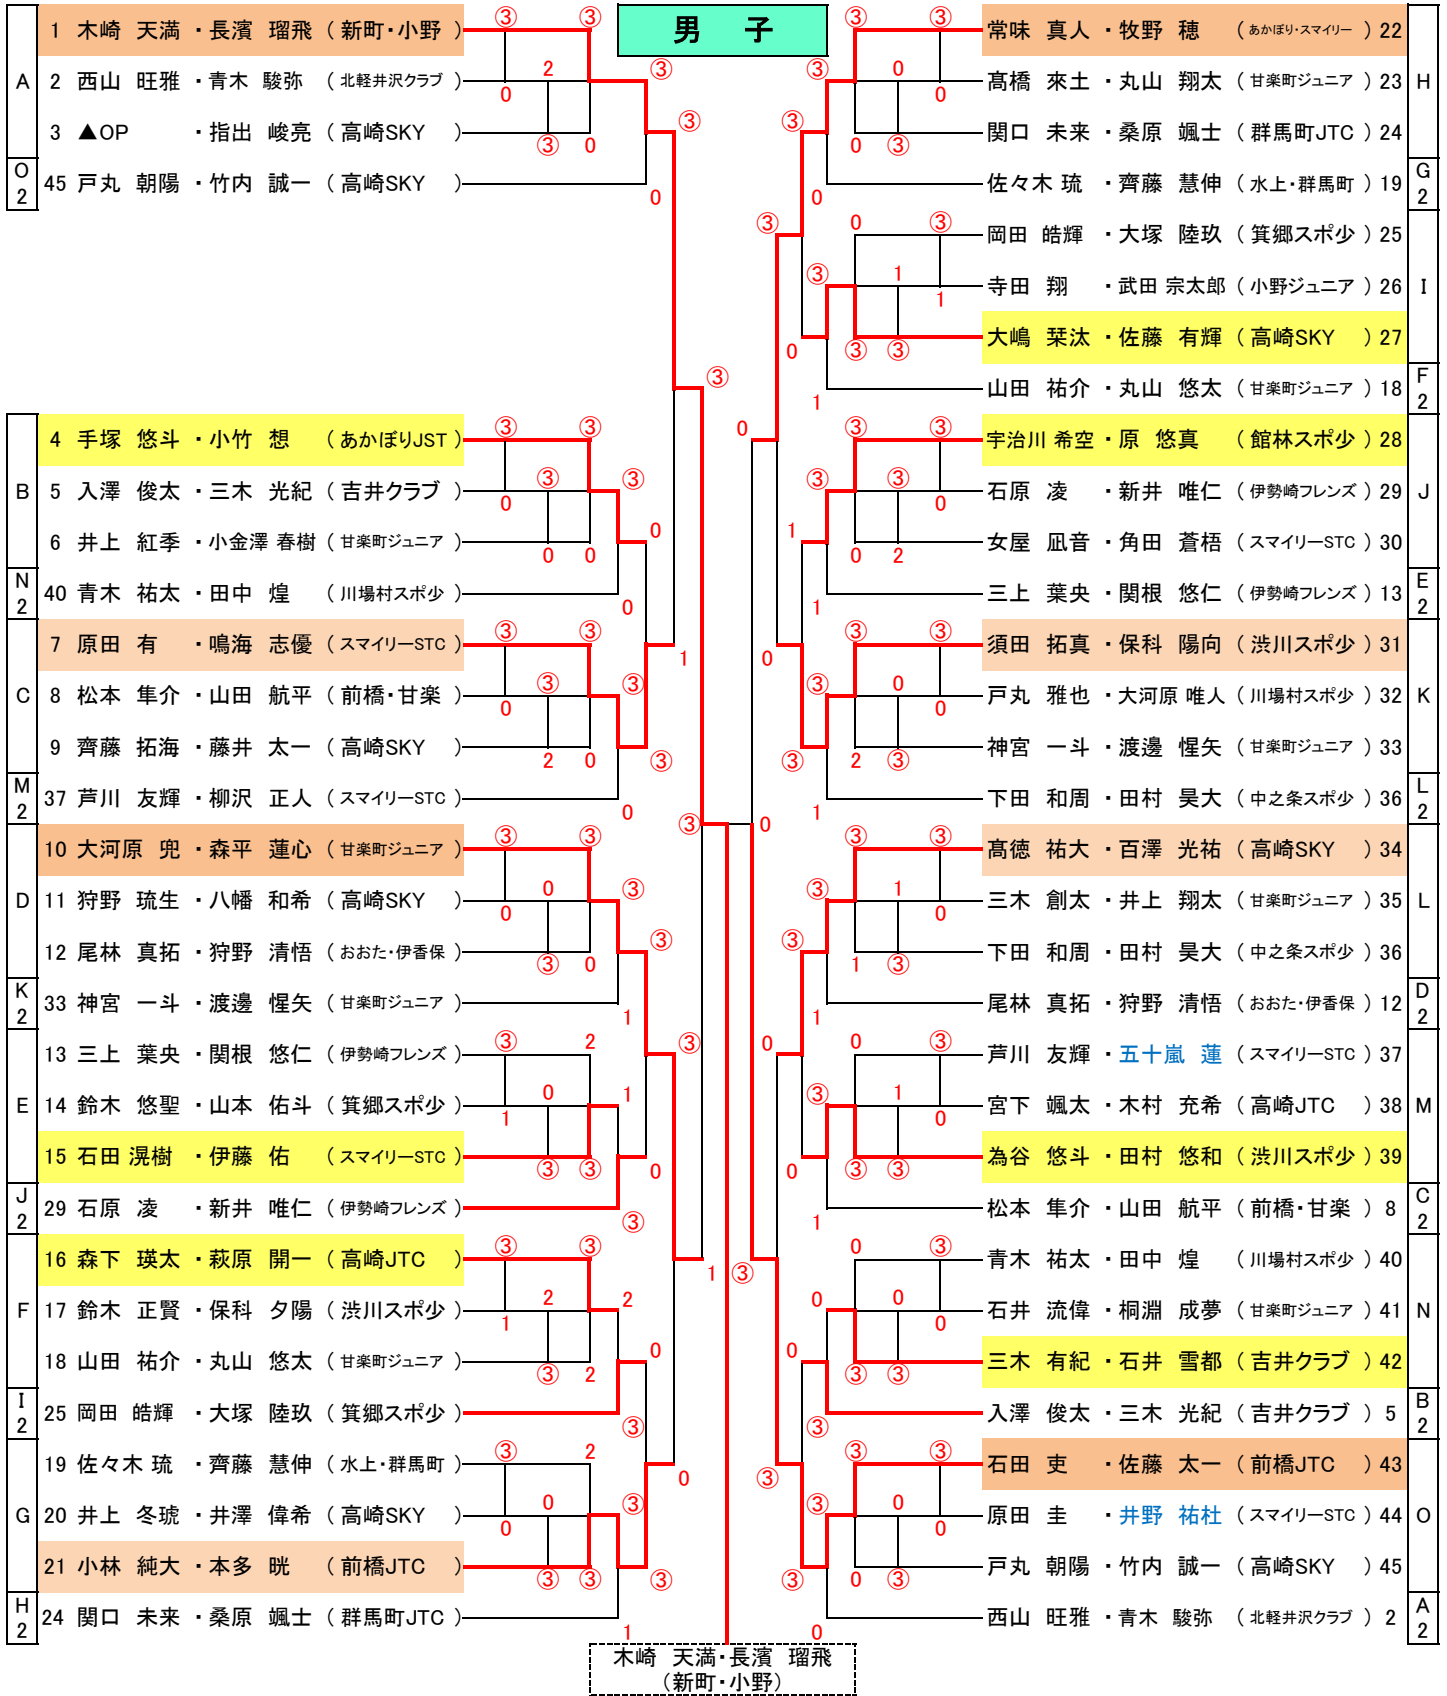 男 子
A
1 木崎 天満 ・ 長濱 瑠飛 ( 新町・小野 )
2 西山 旺雅 ・ 青木 駿弥 ( 北軽井沢クラブ )
3 ▲OP ・ 指出 峻亮 ( 高崎SKY )
O2 45 戸丸 朝陽 ・ 竹内 誠一 ( 高崎SKY )
B
4 手塚 悠斗 ・ 小竹 想 ( あかぼりJST )
5 入澤 俊太 ・ 三木 光紀 ( 吉井クラブ )
6 井上 紅季 ・ 小金澤 春樹 ( 甘楽町ジュニア )
N2 40 青木 祐太 ・ 田中 煌 ( 川場村スポ少 )
C
7 原田 有 ・ 鳴海 志優 ( スマイリーSTC )
8 松本 隼介 ・ 山田 航平 ( 前橋・甘楽 )
9 齊藤 拓海 ・ 藤井 太一 ( 高崎SKY )
M2 37 芦川 友輝 ・ 柳沢 正人 ( スマイリーSTC )
D
10 大河原 兜 ・ 森平 蓮心 ( 甘楽町ジュニア )
11 狩野 琉生 ・ 八幡 和希 ( 高崎SKY )
12 尾林 真拓 ・ 狩野 清悟 ( おおた・伊香保 )
K2 33 神宮 一斗 ・ 渡邊 惺矢 ( 甘楽町ジュニア )
E
13 三上 葉央 ・ 関根 悠仁 ( 伊勢崎フレンズ )
14 鈴木 悠聖 ・ 山本 佑斗 ( 箕郷スポ少 )
15 石田 滉樹 ・ 伊藤 佑 ( スマイリーSTC )
J2 29 石原 凌 ・ 新井 唯仁 ( 伊勢崎フレンズ )
F
16 森下 瑛太 ・ 萩原 開一 ( 高崎JTC )
17 鈴木 正賢 ・ 保科 夕陽 ( 渋川スポ少 )
18 山田 祐介 ・ 丸山 悠太 ( 甘楽町ジュニア )
I2 25 岡田 皓輝 ・ 大塚 陸玖 ( 箕郷スポ少 )
G
19 佐々木 琉 ・ 齊藤 慧伸 ( 水上・群馬町 )
20 井上 冬琥 ・ 井澤 偉希 ( 高崎SKY )
21 小林 純大 ・ 本多 晄 ( 前橋JTC )
H2 24 関口 未来 ・ 桑原 颯士 ( 群馬町JTC )
H
常味 真人 ・ 牧野 穂 ( あかぼり・スマイリー ) 22
髙橋 來土 ・ 丸山 翔太 ( 甘楽町ジュニア ) 23
関口 未来 ・ 桑原 颯士 ( 群馬町JTC ) 24
佐々木 琉 ・ 齊藤 慧伸 ( 水上・群馬町 ) 19 G2
I
岡田 皓輝 ・ 大塚 陸玖 ( 箕郷スポ少 ) 25
寺田 翔 ・ 武田 宗太郎 ( 小野ジュニア ) 26
大嶋 栞汰 ・ 佐藤 有輝 ( 高崎SKY ) 27
山田 祐介 ・ 丸山 悠太 ( 甘楽町ジュニア ) 18 F2
J
宇治川 希空 ・ 原 悠真 ( 館林スポ少 ) 28
石原 凌 ・ 新井 唯仁 ( 伊勢崎フレンズ ) 29
女屋 凪音 ・ 角田 蒼梧 ( スマイリーSTC ) 30
三上 葉央 ・ 関根 悠仁 ( 伊勢崎フレンズ ) 13 E2
K
須田 拓真 ・ 保科 陽向 ( 渋川スポ少 ) 31
戸丸 雅也 ・ 大河原 唯人 ( 川場村スポ少 ) 32
神宮 一斗 ・ 渡邊 惺矢 ( 甘楽町ジュニア ) 33
下田 和周 ・ 田村 昊大 ( 中之条スポ少 ) 36 L2
L
髙徳 祐大 ・ 百澤 光祐 ( 高崎SKY ) 34
三木 創太 ・ 井上 翔太 ( 甘楽町ジュニア ) 35
下田 和周 ・ 田村 昊大 ( 中之条スポ少 ) 36
尾林 真拓 ・ 狩野 清悟 ( おおた・伊香保 ) 12 D2
M
芦川 友輝 ・ 五十嵐 蓮 ( スマイリーSTC ) 37
宮下 颯太 ・ 木村 充希 ( 高崎JTC ) 38
為谷 悠斗 ・ 田村 悠和 ( 渋川スポ少 ) 39
松本 隼介 ・ 山田 航平 ( 前橋・甘楽 ) 8 C2
N
青木 祐太 ・ 田中 煌 ( 川場村スポ少 ) 40
石井 流偉 ・ 桐淵 成夢 ( 甘楽町ジュニア ) 41
三木 有紀 ・ 石井 雪都 ( 吉井クラブ ) 42
入澤 俊太 ・ 三木 光紀 ( 吉井クラブ ) 5 B2
O
石田 吏 ・ 佐藤 太一 ( 前橋JTC ) 43
原田 圭 ・ 井野 祐杜 ( スマイリーSTC ) 44
戸丸 朝陽 ・ 竹内 誠一 ( 高崎SKY ) 45
西山 旺雅 ・ 青木 駿弥 ( 北軽井沢クラブ ) 2 A2
木崎 天満・長濱 瑠飛
(新町・小野)